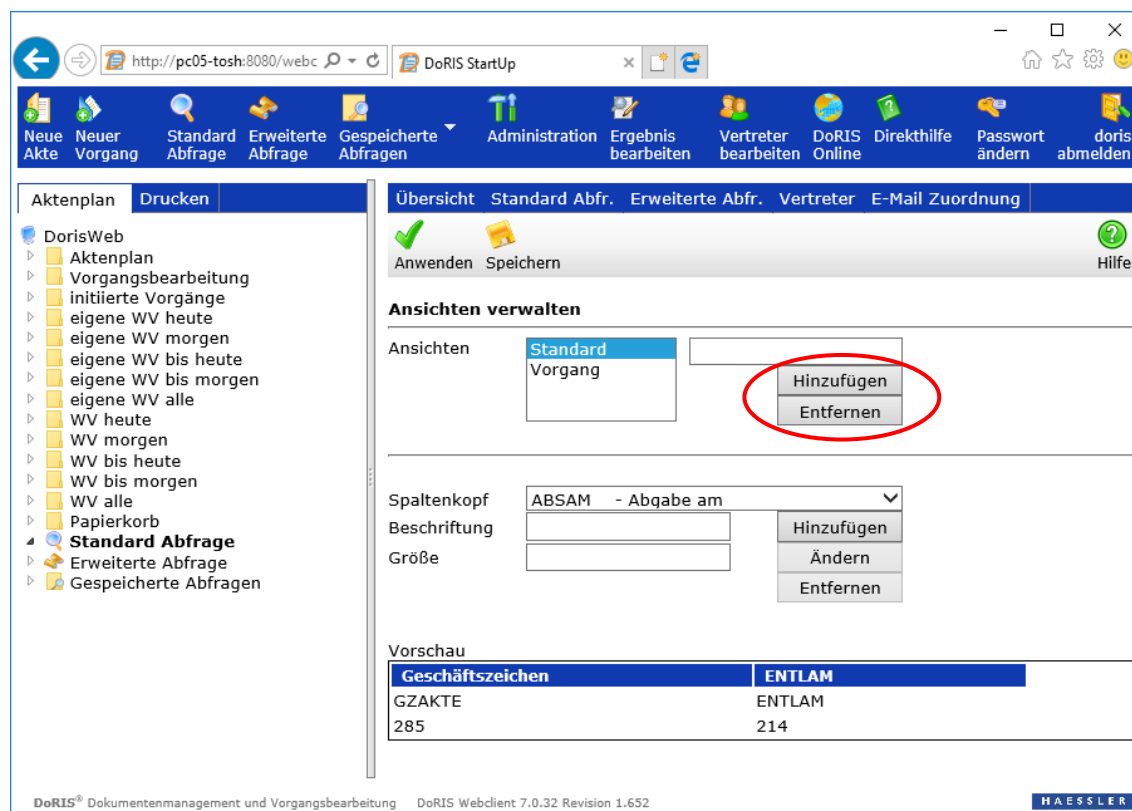 http://pc05-tosh:8080/webc
DoRIS StartUp
Neue Akte
Neuer Vorgang
Standard Abfrage
Erweiterte Abfrage
Gespeicherte Abfragen
Administration
Ergebnis bearbeiten
Vertreter bearbeiten
DoRIS Online
Direkthilfe
Passwort ändern
doris abmelden
Aktenplan Drucken
DorisWeb
Aktenplan
Vorgangsbearbeitung
initiierte Vorgänge
eigene WV heute
eigene WV morgen
eigene WV bis heute
eigene WV bis morgen
eigene WV alle
WV heute
WV morgen
WV bis heute
WV bis morgen
WV alle
Papierkorb
Standard Abfrage
Erweiterte Abfrage
Gespeicherte Abfragen
Übersicht Standard Abfr. Erweiterte Abfr. Vertreter E-Mail Zuordnung
Anwenden Speichern Hilfe
Ansichten verwalten
Ansichten
Standard
Vorgang
Hinzufügen
Entfernen
Spaltenkopf ABSAM - Abgabe am
Beschriftung Hinzufügen
Größe Ändern
Entfernen
Vorschau
Geschäftszeichen ENTLAM
GZAKTE ENTLAM
285 214
DoRIS® Dokumentenmanagement und Vorgangsbearbeitung DoRIS Webclient 7.0.32 Revision 1.652
HAESSLER